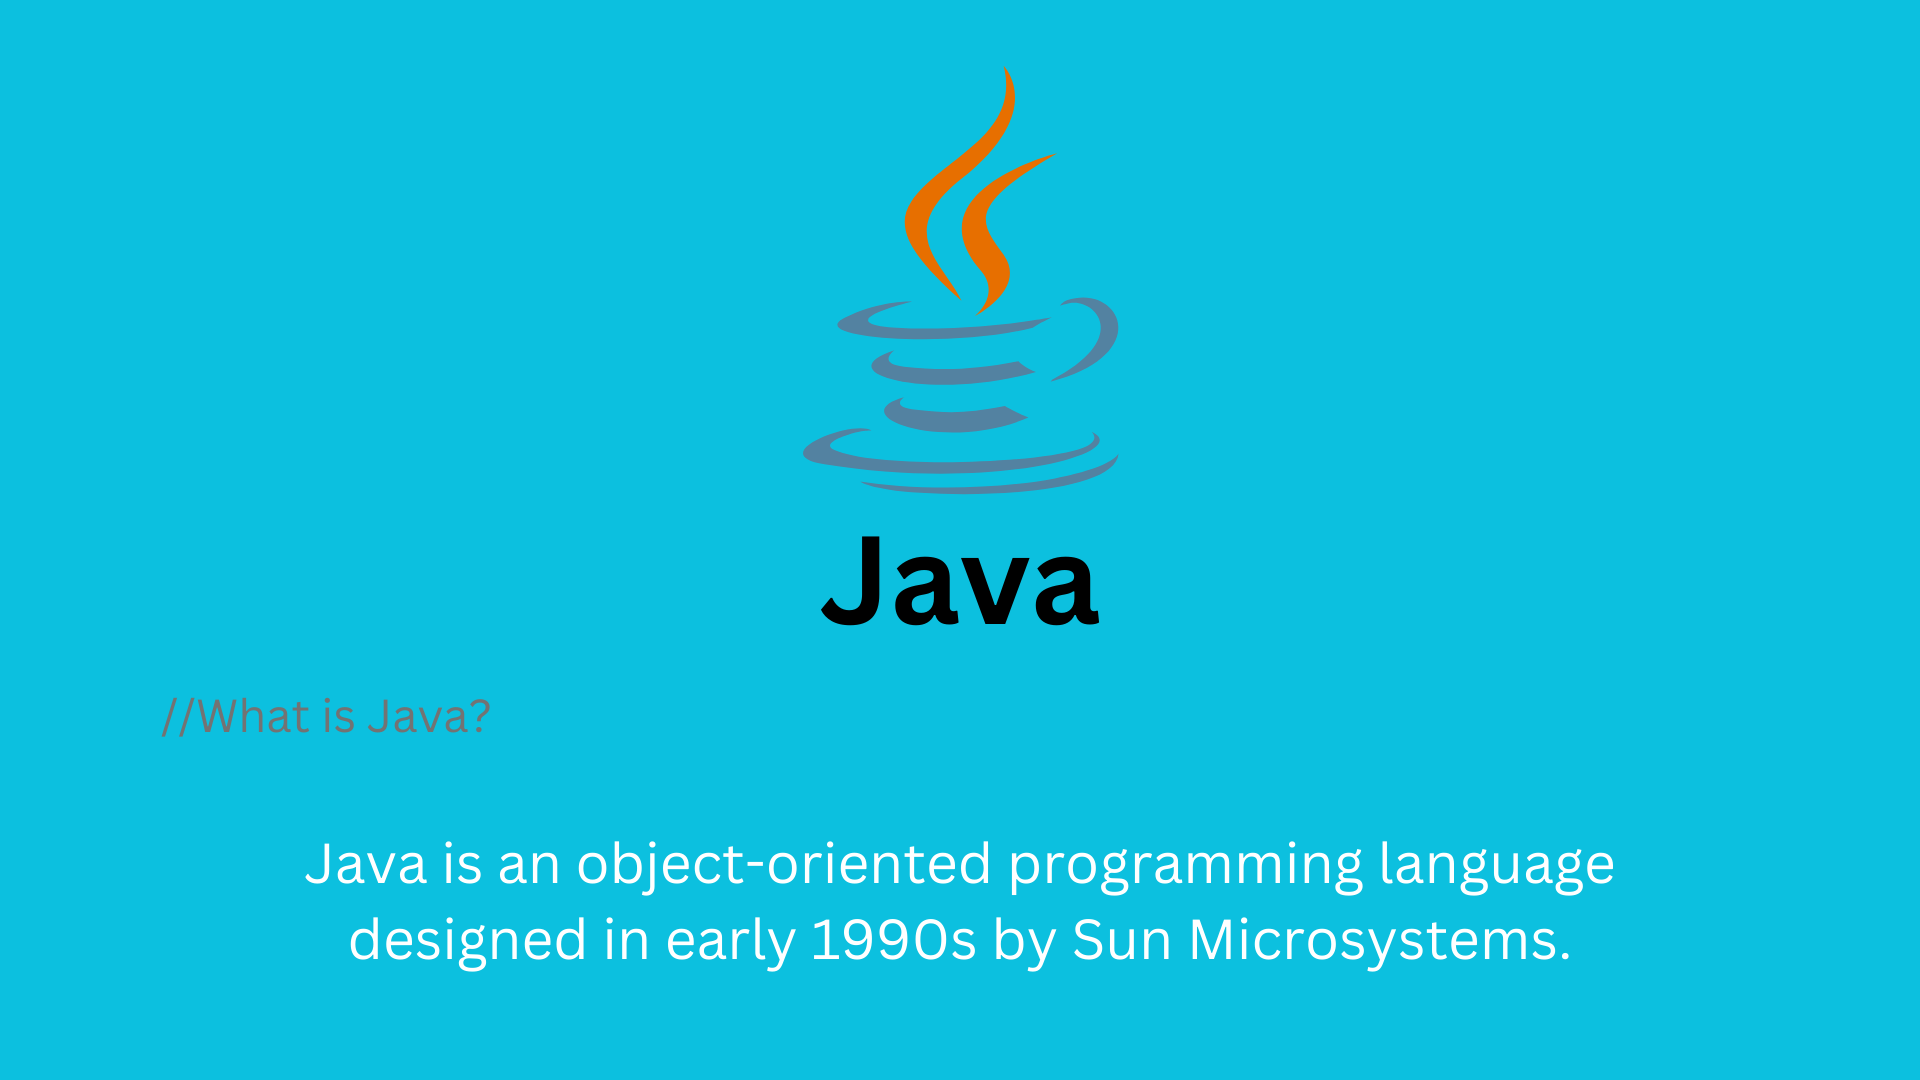 Java
//What is Java?
Java is an object-oriented programming language
designed in early 1990s by Sun Microsystems.